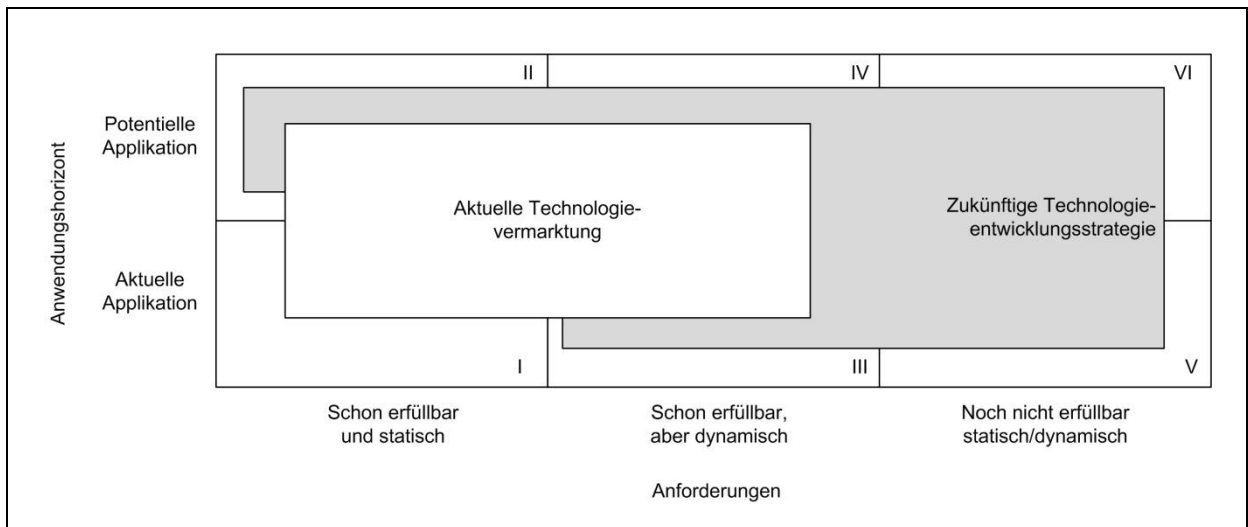 II
IV
VI
Potentielle
Applikation
Anwendungshorizont
Aktuelle Technologie-
vermarktung
Zukünftige Technologie-
entwicklungsstrategie
Aktuelle
Applikation
I
III
V
Schon erfüllbar
und statisch
Schon erfüllbar,
aber dynamisch
Noch nicht erfüllbar
statisch/dynamisch
Anforderungen